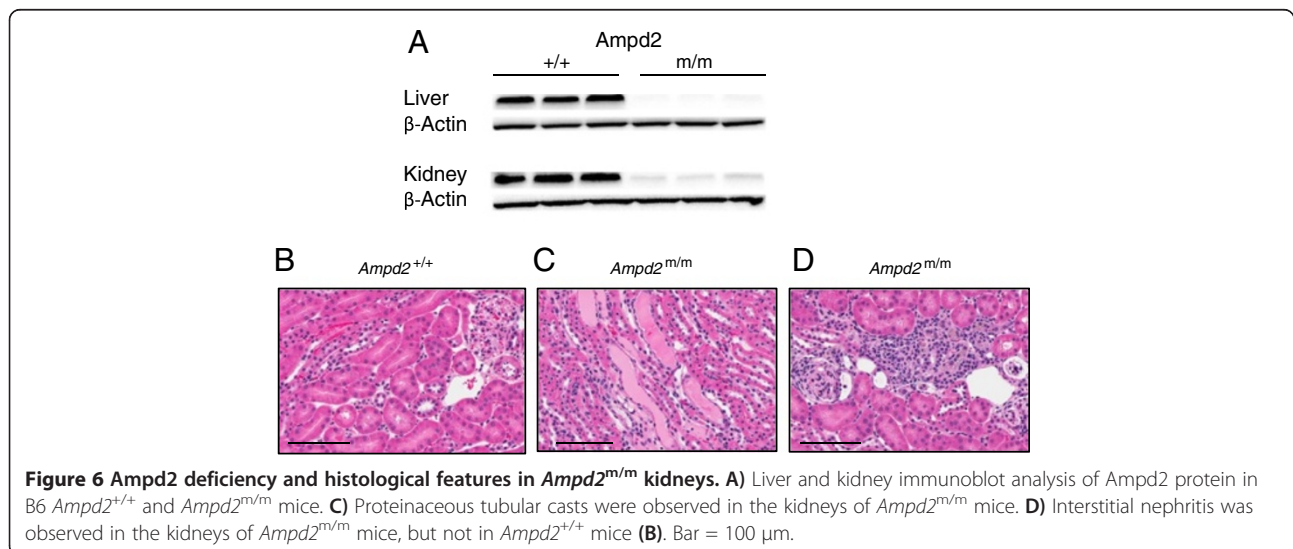 A
Ampd2
+/+ m/m
Liver
β-Actin
Kidney
β-Actin
B Ampd2+/+
C Ampd2m/m
D Ampd2m/m
Figure 6 Ampd2 deficiency and histological features in Ampd2m/m kidneys. A) Liver and kidney immunoblot analysis of Ampd2 protein in
B6 Ampd2+/+ and Ampd2m/m mice. C) Proteinaceous tubular casts were observed in the kidneys of Ampd2m/m mice. D) Interstitial nephritis was
observed in the kidneys of Ampd2m/m mice, but not in Ampd2+/+ mice (B). Bar = 100 μm.